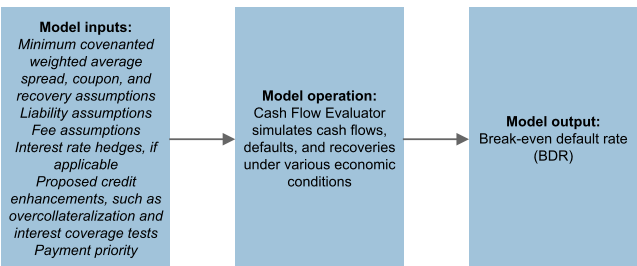 Model inputs:
Minimum covenanted
weighted average
spread, coupon, and
recovery assumptions
Liability assumptions
Fee assumptions
Interest rate hedges, if
applicable
Proposed credit
enhancements, such as
overcollateralization and
interest coverage tests
Payment priority
Model operation:
Cash Flow Evaluator
simulates cash flows,
defaults, and recoveries
under various economic
conditions
Model output:
Break-even default rate
(BDR)